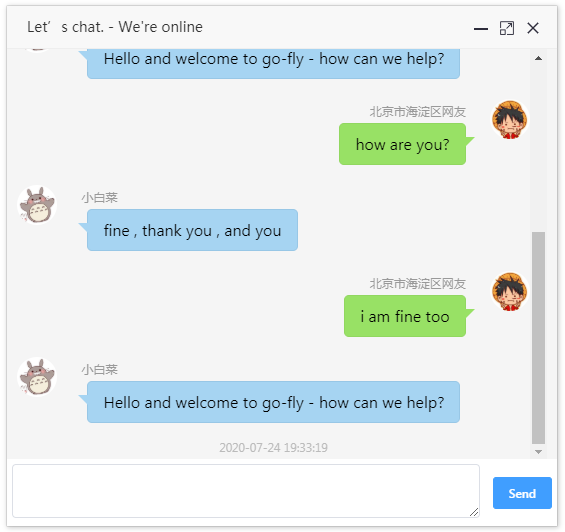 Let’s chat. - We're online
Hello and welcome to go-fly - how can we help?
北京市海淀区网友
how are you?
小白菜
fine , thank you , and you
北京市海淀区网友
i am fine too
小白菜
Hello and welcome to go-fly - how can we help?
2020-07-24 19:33:19
Send